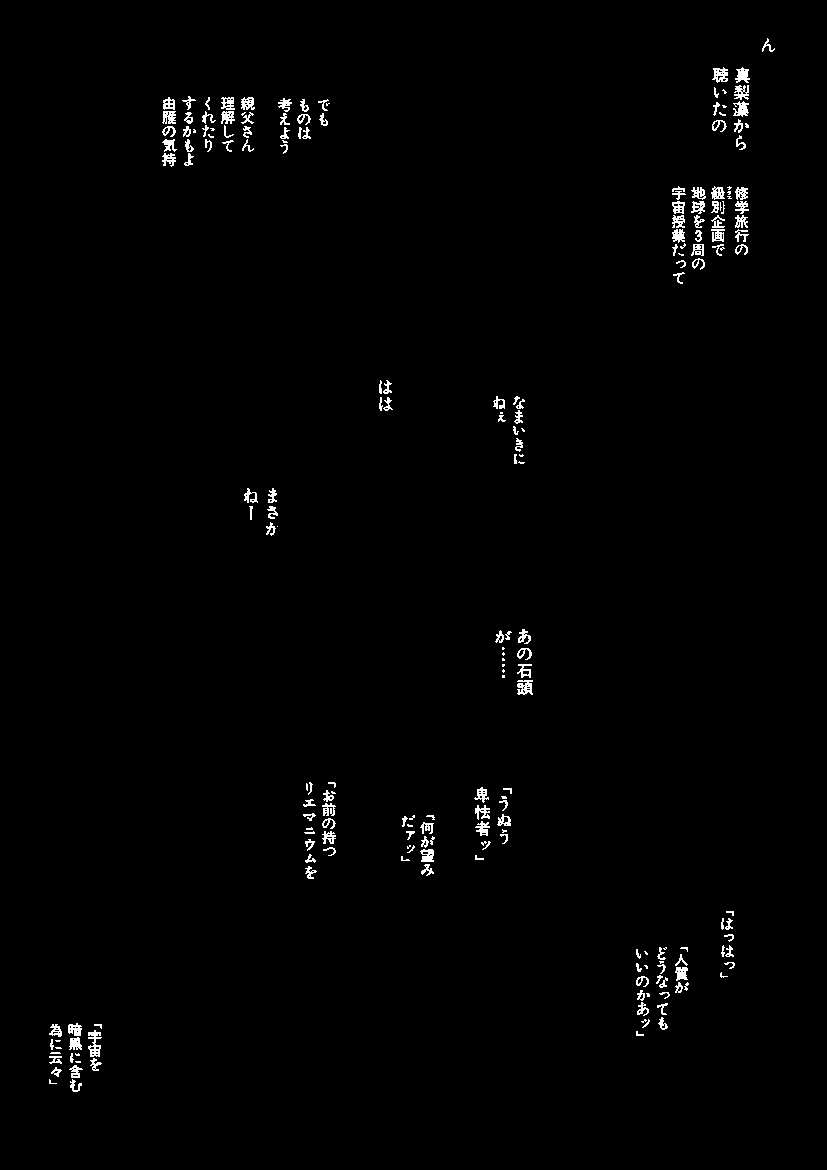 ん
真梨藻から
聴いたの
修学旅行の
級別企画で
地球を3周の
宇宙授業だって
でも
ものは
考えよう
親父さん
理解して
くれたり
するかもよ
由雁の気持
なまいきに
ねぇ
はは
まさか
ねー
あの石頭
が……
「うぬう
卑怯者ッ」
「何が望み
だァッ」
「お前の持つ
リエマニウムを
「はっはっ」
「人質が
どうなっても
いいのかあッ」
「宇宙を
暗黒に含む
為に云々」